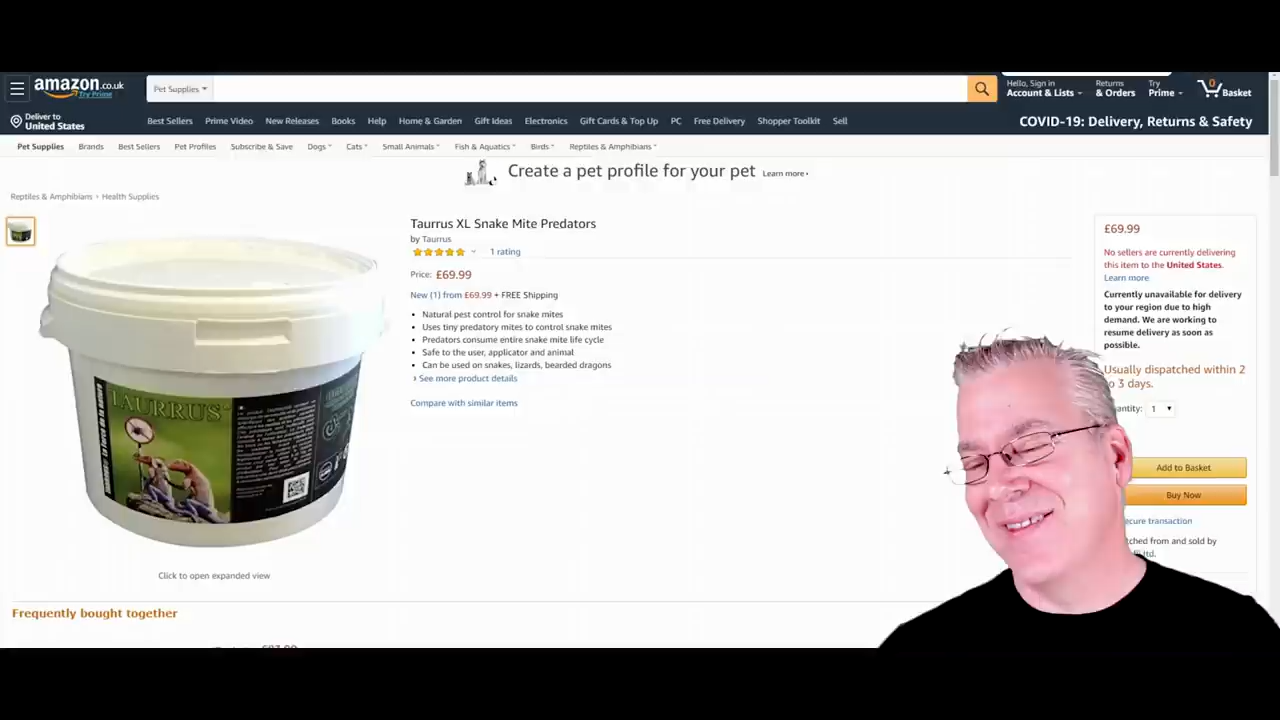 amazon.co.uk
Try Prime
Pet Supplies
Hello, Sign in
Account & Lists
Returns
& Orders
Try
Prime
0
Basket
Deliver to
United States
Best Sellers
Prime Video
New Releases
Books
Help
Home & Garden
Gift Ideas
Electronics
Gift Cards & Top Up
PC
Free Delivery
Shopper Toolkit
Sell
COVID-19: Delivery, Returns & Safety
Pet Supplies
Brands
Best Sellers
Pet Profiles
Subscribe & Save
Dogs
Cats
Small Animals
Fish & Aquatics
Birds
Reptiles & Amphibians
Create a pet profile for your pet Learn more ›
Reptiles & Amphibians › Health Supplies
Taurrus XL Snake Mite Predators
by Taurrus
1 rating
Price: £69.99
New (1) from £69.99 + FREE Shipping
• Natural pest control for snake mites
• Uses tiny predatory mites to control snake mites
• Predators consume entire snake mite life cycle
• Safe to the user, applicator and animal
• Can be used on snakes, lizards, bearded dragons
› See more product details
Compare with similar items
TAURRUS
la Force de la nature
Click to open expanded view
£69.99
No sellers are currently delivering
this item to the United States.
Learn more
Currently unavailable for delivery
to your region due to high
demand. We are working to
resume delivery as soon as
possible.
Usually dispatched within 2
to 3 days.
antity: 1
Add to Basket
Buy Now
ecure transaction
tched from and sold by
ltd.
Frequently bought together